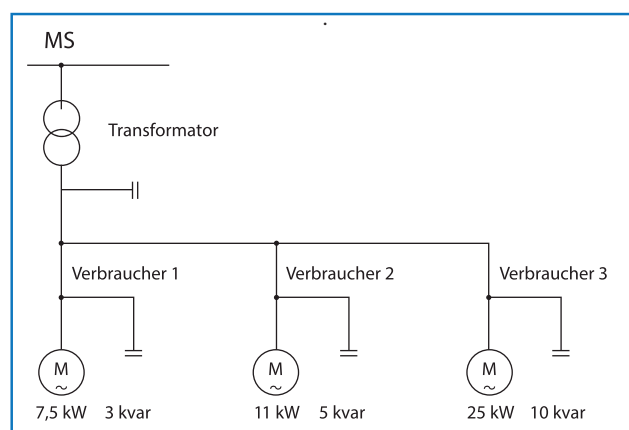 MS
Transformator
Verbraucher 1 Verbraucher 2 Verbraucher 3
M M M
~ ~ ~
7,5 kW 3 kvar 11 kW 5 kvar 25 kW 10 kvar